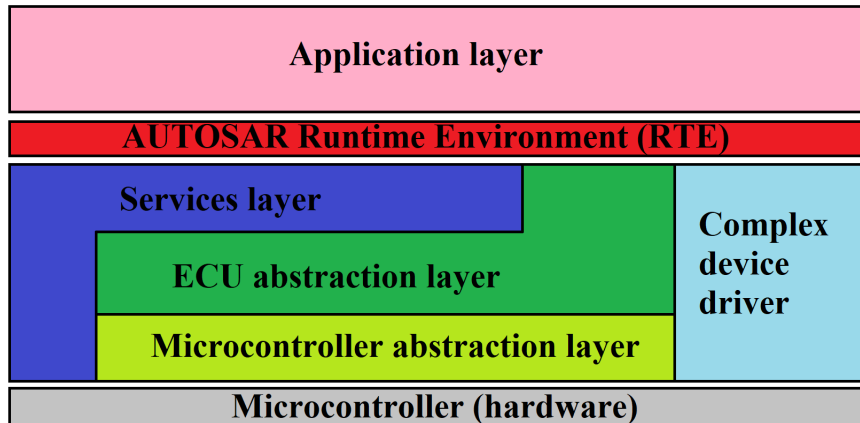 Application layer
AUTOSAR Runtime Environment (RTE)
Services layer
ECU abstraction layer
Microcontroller abstraction layer
Complex
device
driver
Microcontroller (hardware)